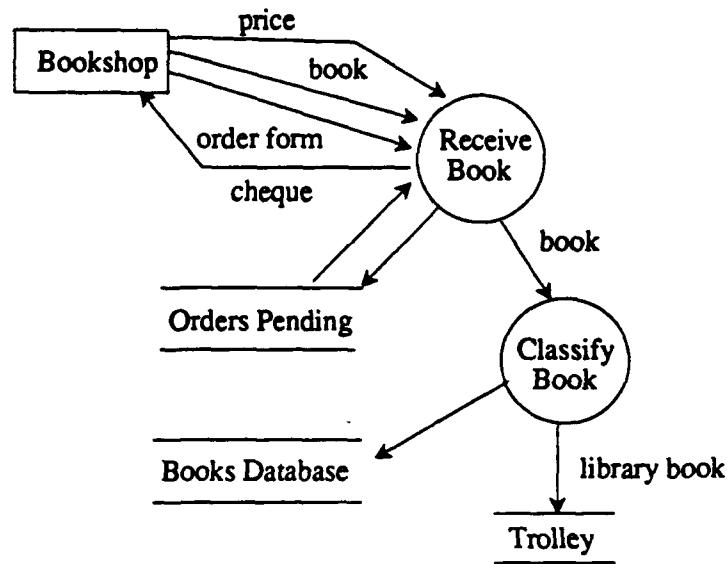 price
Bookshop
book
order form
Receive
Book
cheque
book
Orders Pending
Classify
Book
Books Database
library book
Trolley